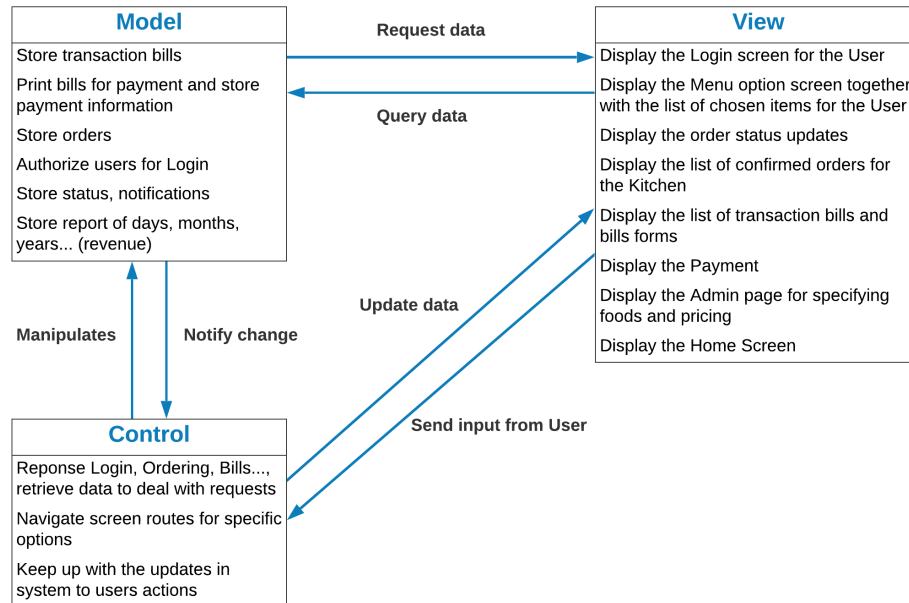 Model
Store transaction bills
Print bills for payment and store
payment information
Store orders
Authorize users for Login
Store status, notifications
Store report of days, months,
years... (revenue)
Request data
Query data
View
Display the Login screen for the User
Display the Menu option screen together
with the list of chosen items for the User
Display the order status updates
Display the list of confirmed orders for
the Kitchen
Display the list of transaction bills and
bills forms
Display the Payment
Display the Admin page for specifying
foods and pricing
Display the Home Screen
Manipulates
Notify change
Update data
Send input from User
Control
Reponse Login, Ordering, Bills...,
retrieve data to deal with requests
Navigate screen routes for specific
options
Keep up with the updates in
system to users actions